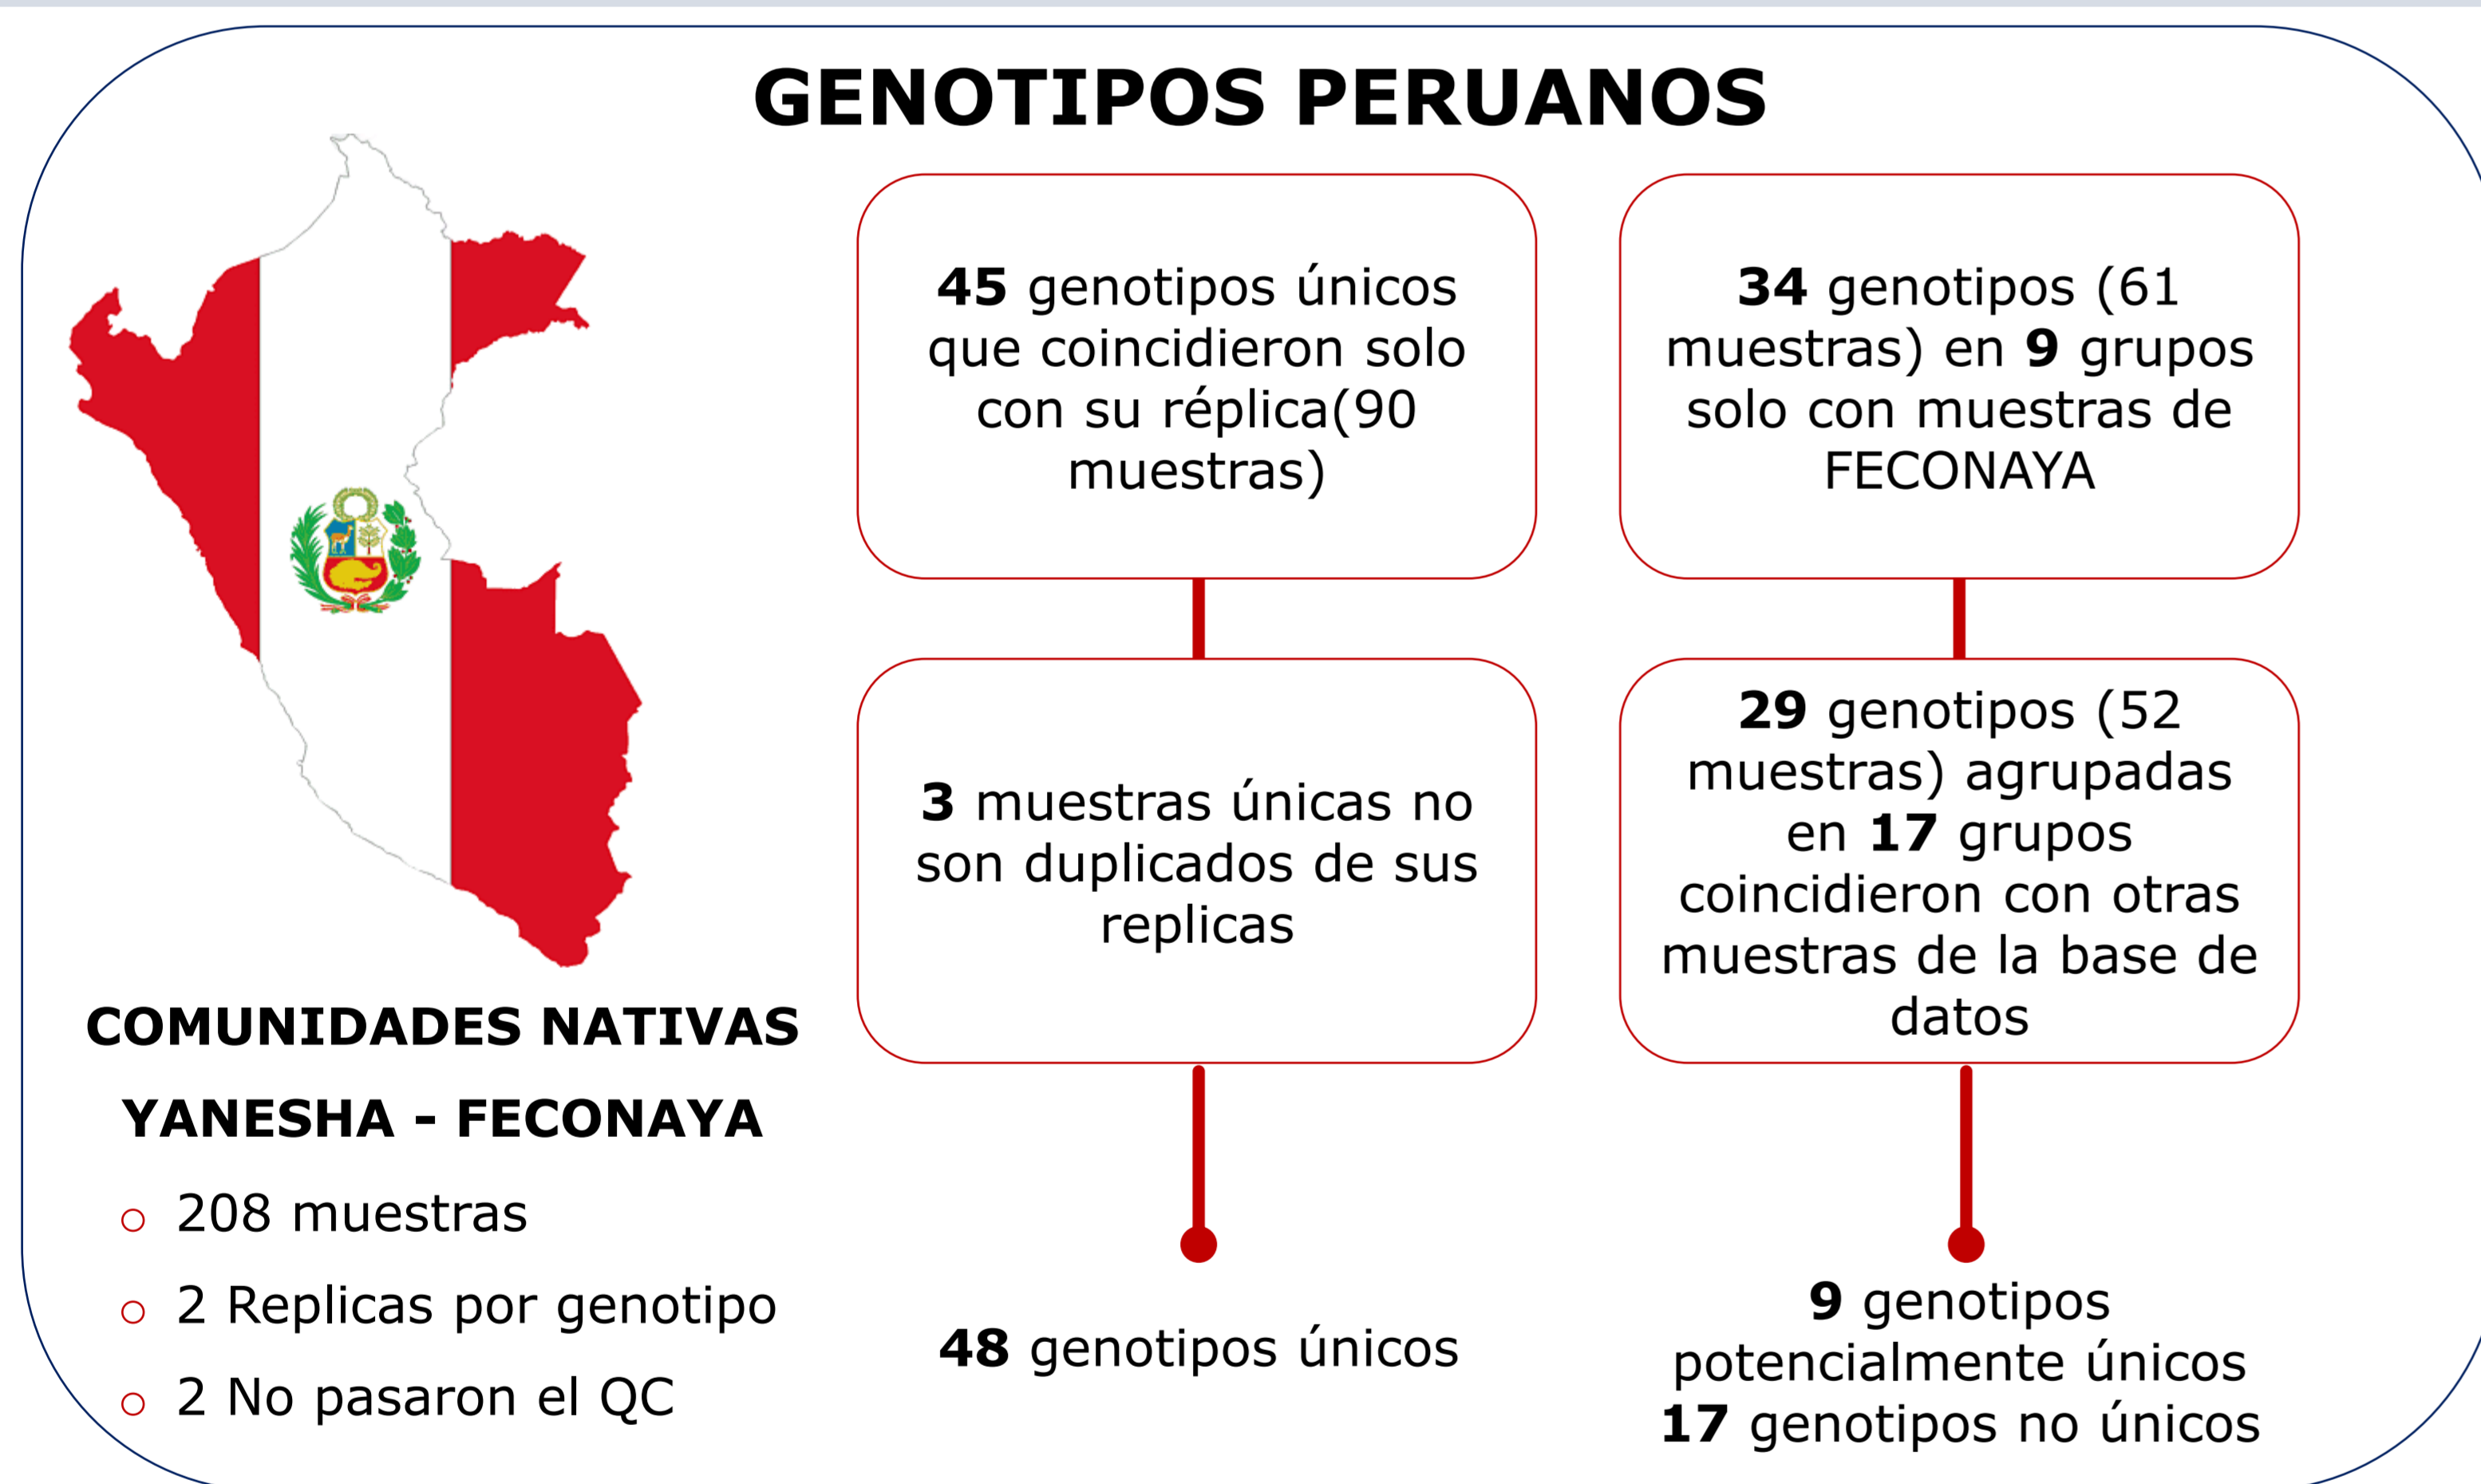 GENOTIPOS PERUANOS
45 genotipos únicos
que coincidieron solo
con su réplica(90
muestras)
34 genotipos (61
muestras) en 9 grupos
solo con muestras de
FECONAYA
3 muestras únicas no
son duplicados de sus
replicas
29 genotipos (52
muestras) agrupadas
en 17 grupos
coincidieron con otras
muestras de la base de
datos
COMUNIDADES NATIVAS
YANESHA – FECONAYA
208 muestras
2 Replicas por genotipo
2 No pasaron el QC
48 genotipos únicos
9 genotipos
potencialmente únicos
17 genotipos no únicos